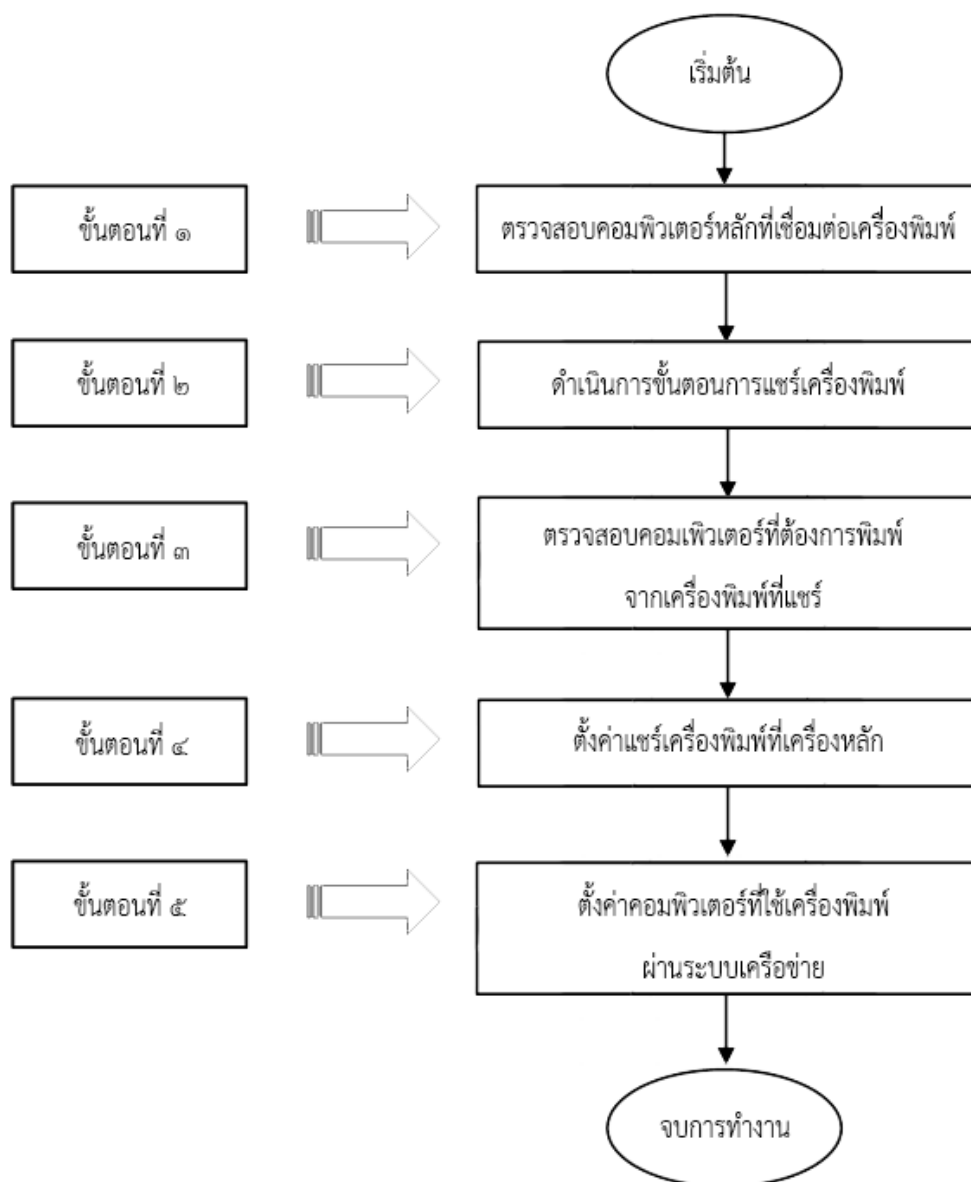 เริ่มต้น
ขั้นตอนที่ ๑
ตรวจสอบคอมพิวเตอร์หลักที่เชื่อมต่อเครื่องพิมพ์
ขั้นตอนที่ ๒
ดำเนินการขั้นตอนการแชร์เครื่องพิมพ์
ขั้นตอนที่ ๓
ตรวจสอบคอมเพิวเตอร์ที่ต้องการพิมพ์
จากเครื่องพิมพ์ที่แชร์
ขั้นตอนที่ ๔
ตั้งค่าแชร์เครื่องพิมพ์ที่เครื่องหลัก
ขั้นตอนที่ ๕
ตั้งค่าคอมพิวเตอร์ที่ใช้เครื่องพิมพ์
ผ่านระบบเครือข่าย
จบการทำงาน